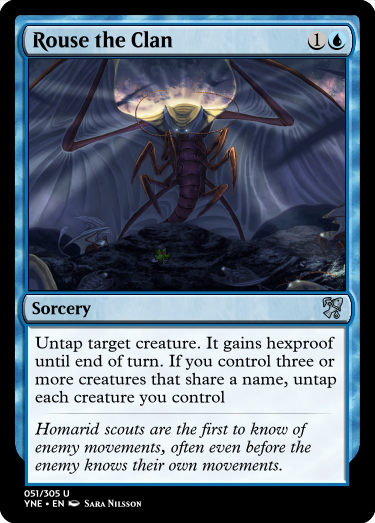 Rouse the Clan 1
Sorcery
Untap target creature. It gains hexproof
until end of turn. If you control three or
more creatures that share a name, untap
each creature you control
Homarid scouts are the first to know of
enemy movements, often even before the
enemy knows their own movements.
051/305 U
YNE • EN Sara Nilsson